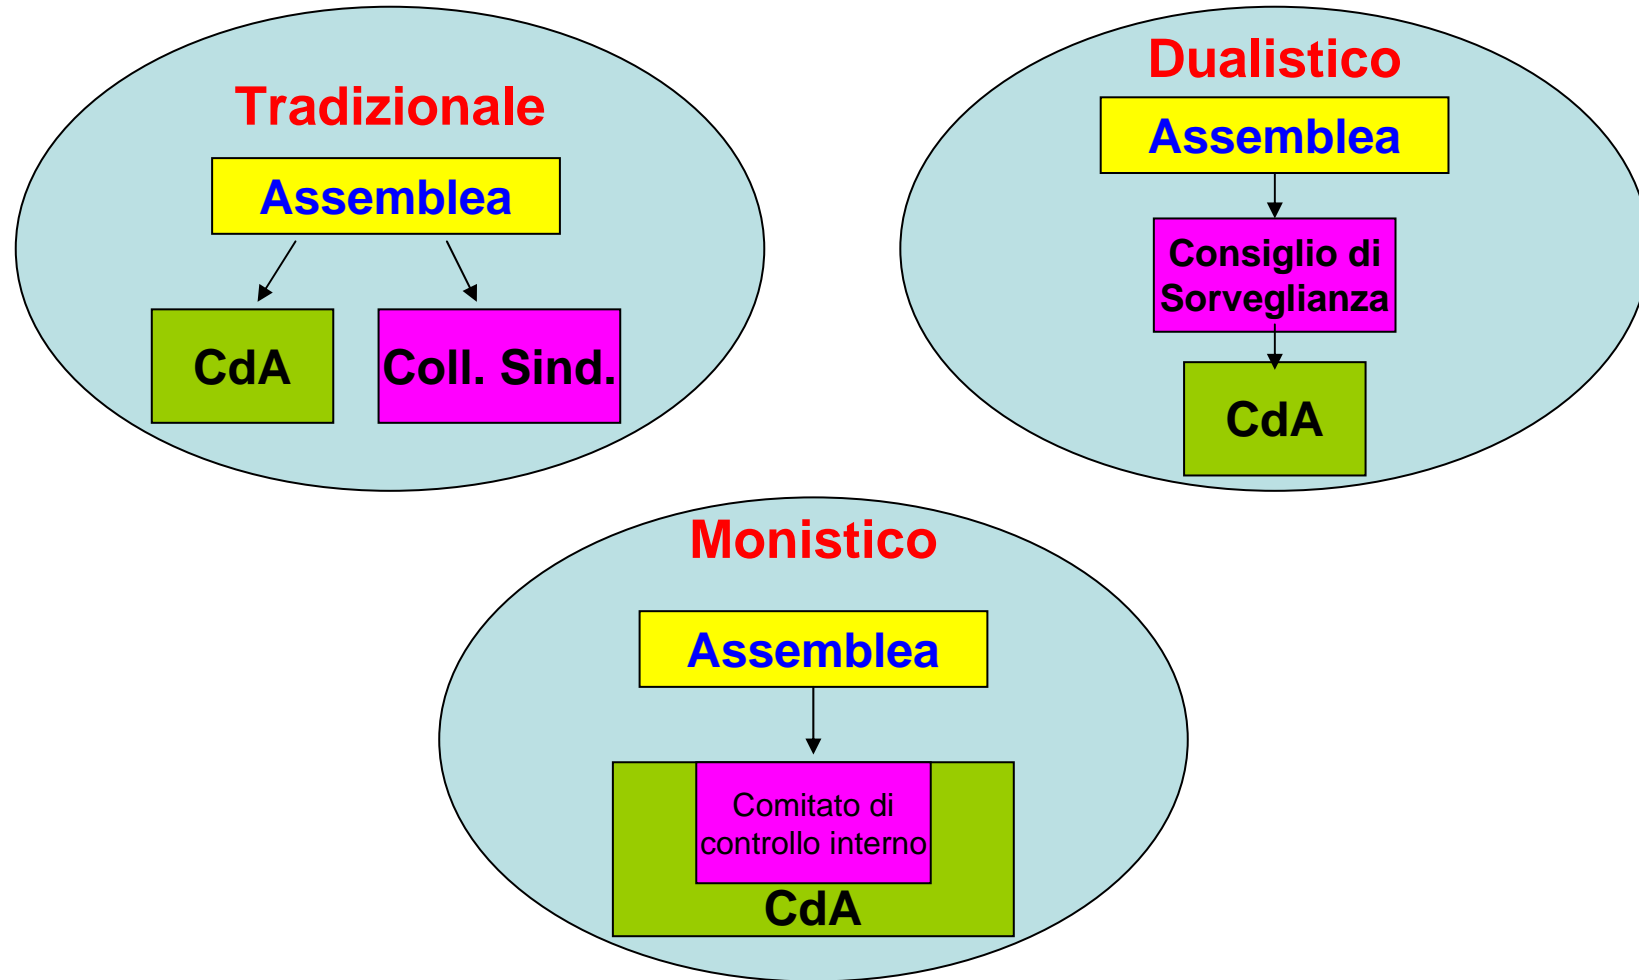 Tradizionale
Assemblea
CdA
Coll. Sind.
Dualistico
Assemblea
Consiglio di
Sorveglianza
CdA
Monistico
Assemblea
Comitato di
controllo interno
CdA